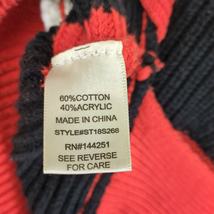 60%COTTON
40%ACRYLIC
MADE IN CHINA
STYLE#ST18S268
RN#144251
SEE REVERSE
FOR CARE